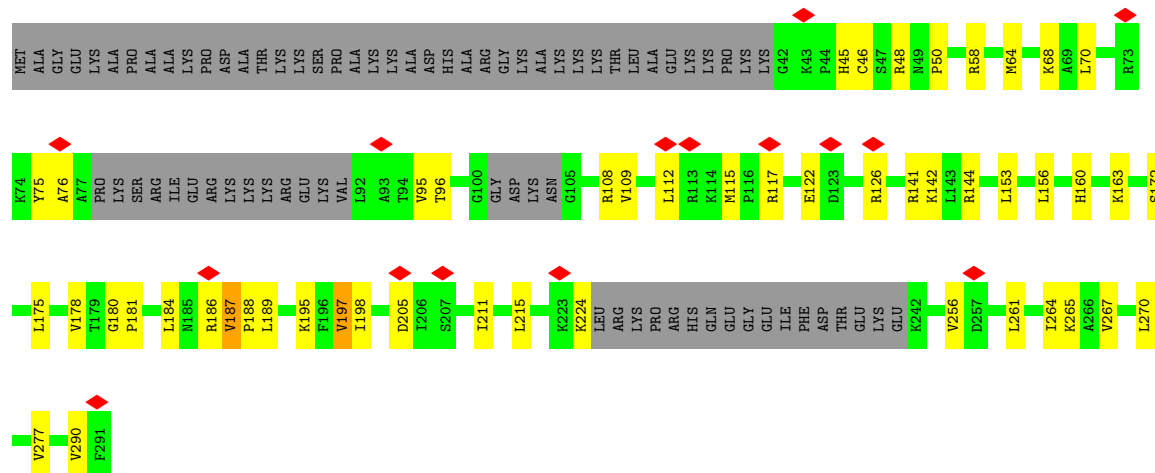 MET ALA GLY GLU LYS ALA PRO ALA ALA LYS PRO ASP ALA THR LYS LYS SER PRO ALA LYS LYS ALA ASP HIS ALA ARG GLY LYS ALA LYS LYS LYS THR LEU ALA GLU LYS LYS PRO LYS LYS G42 K43 P44 H45 C46 S47 R48 N49 P50 R58 M64 K68 A69 L70 R73
K74 Y75 A76 A77 PRO LYS SER ARG ILE GLU ARG LYS LYS LYS ARG GLU LYS VAL L92 A93 T94 V95 T96 G100 GLY ASP LYS ASN G105 R108 V109 L112 R113 K114 M115 P116 R117 E122 D123 R126 R141 K142 L143 R144 L153 L156 H160 K163 S172
L175 V178 T179 G180 P181 L184 N185 R186 V187 P188 L189 K195 F196 V197 I198 D205 I206 S207 I211 L215 K223 K224 LEU ARG LYS PRO ARG HIS GLN GLU GLY GLU ILE PHE ASP THR GLU LYS GLU K242 V256 D257 L261 I264 K265 A266 V267 L270
V277 V290 F291